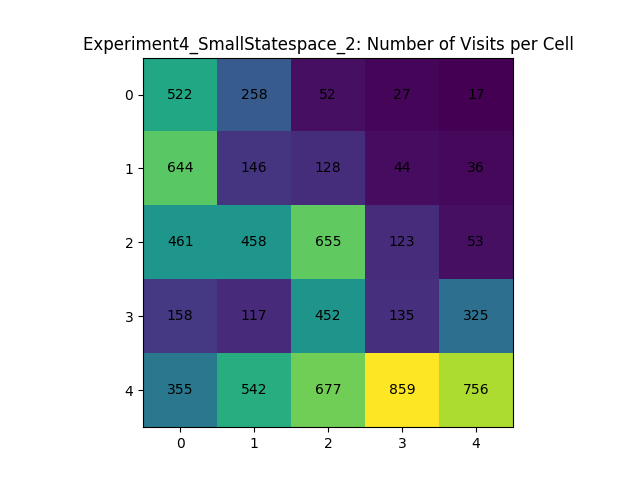 Experiment4_SmallStatespace_2: Number of Visits per Cell
0 522 258 52 27 17
1 644 146 128 44 36
2 461 458 655 123 53
3 158 117 452 135 325
4 355 542 677 859 756
0 1 2 3 4